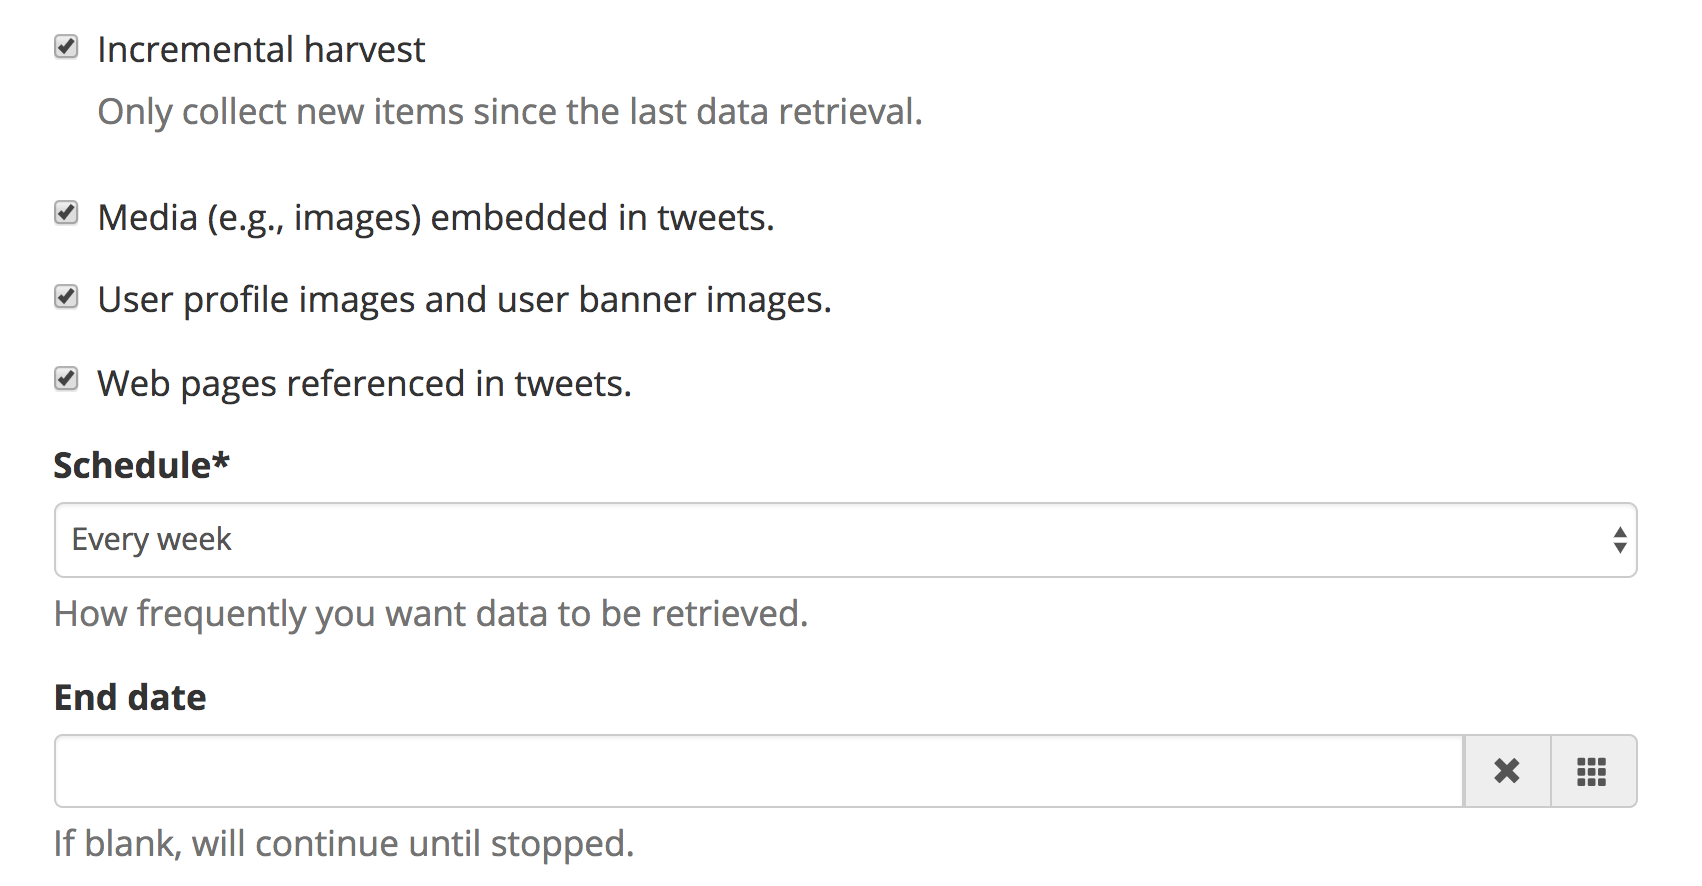 Incremental harvest
Only collect new items since the last data retrieval.
Media (e.g., images) embedded in tweets.
User profile images and user banner images.
Web pages referenced in tweets.
Schedule*
Every week
How frequently you want data to be retrieved.
End date
If blank, will continue until stopped.